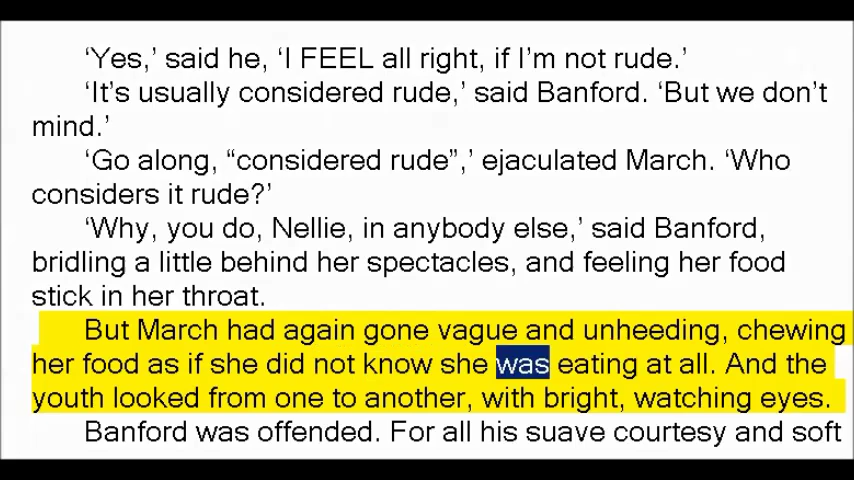 ‘Yes,’ said he, ‘I FEEL all right, if I’m not rude.’
‘It’s usually considered rude,’ said Banford. ‘But we don’t
mind.’
‘Go along, “considered rude”,’ ejaculated March. ‘Who
considers it rude?’
‘Why, you do, Nellie, in anybody else,’ said Banford,
bridling a little behind her spectacles, and feeling her food
stick in her throat.
But March had again gone vague and unheeding, chewing
her food as if she did not know she was eating at all. And the
youth looked from one to another, with bright, watching eyes.
Banford was offended. For all his suave courtesy and soft